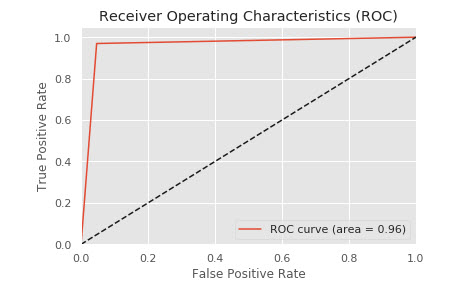 Receiver Operating Characteristics (ROC)
1.0
0.8
0.6
0.4
0.2
0.0
True Positive Rate
ROC curve (area = 0.96)
0.0 0.2 0.4 0.6 0.8 1.0
False Positive Rate